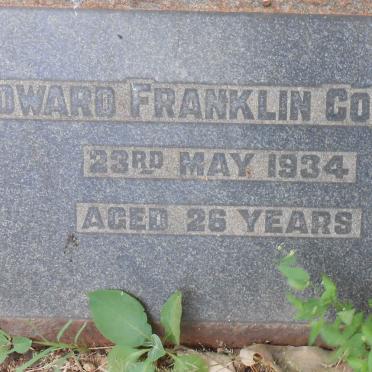 DWARD FRANKLIN CO
23RD MAY 1934
AGED 26 YEARS